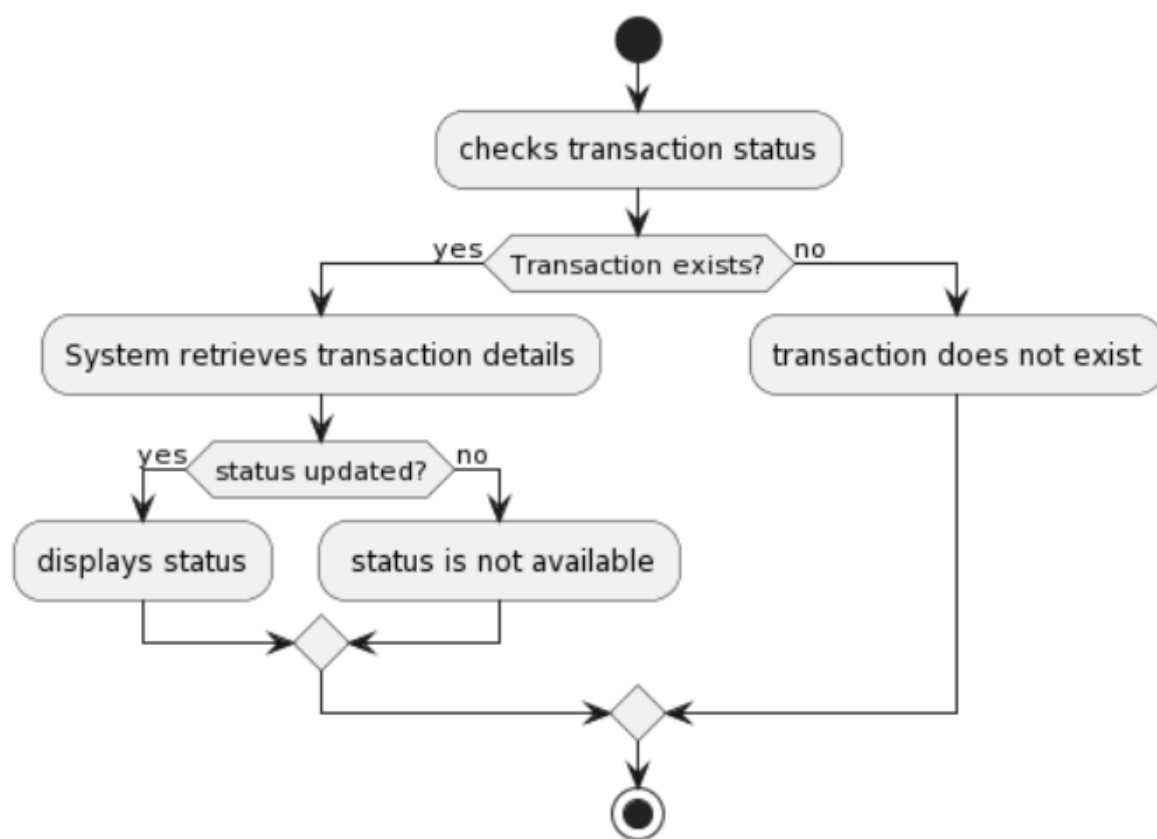 checks transaction status
yes
Transaction exists?
no
System retrieves transaction details
transaction does not exist
yes
status updated?
no
displays status
status is not available